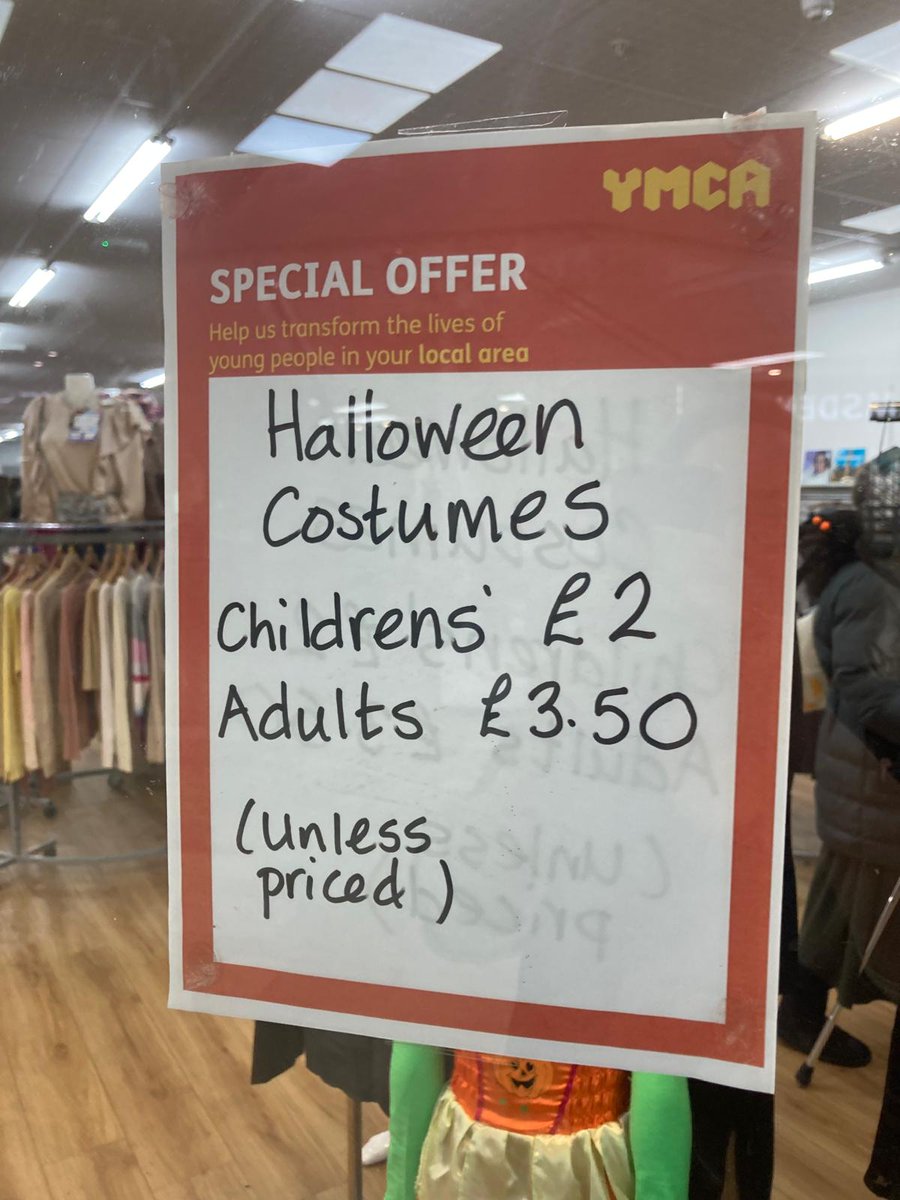 YMCA
SPECIAL OFFER
Help us transform the lives of
young people in your local area
Halloween
Costumes
Childrens' £2
Adults £3.50
(unless
priced)